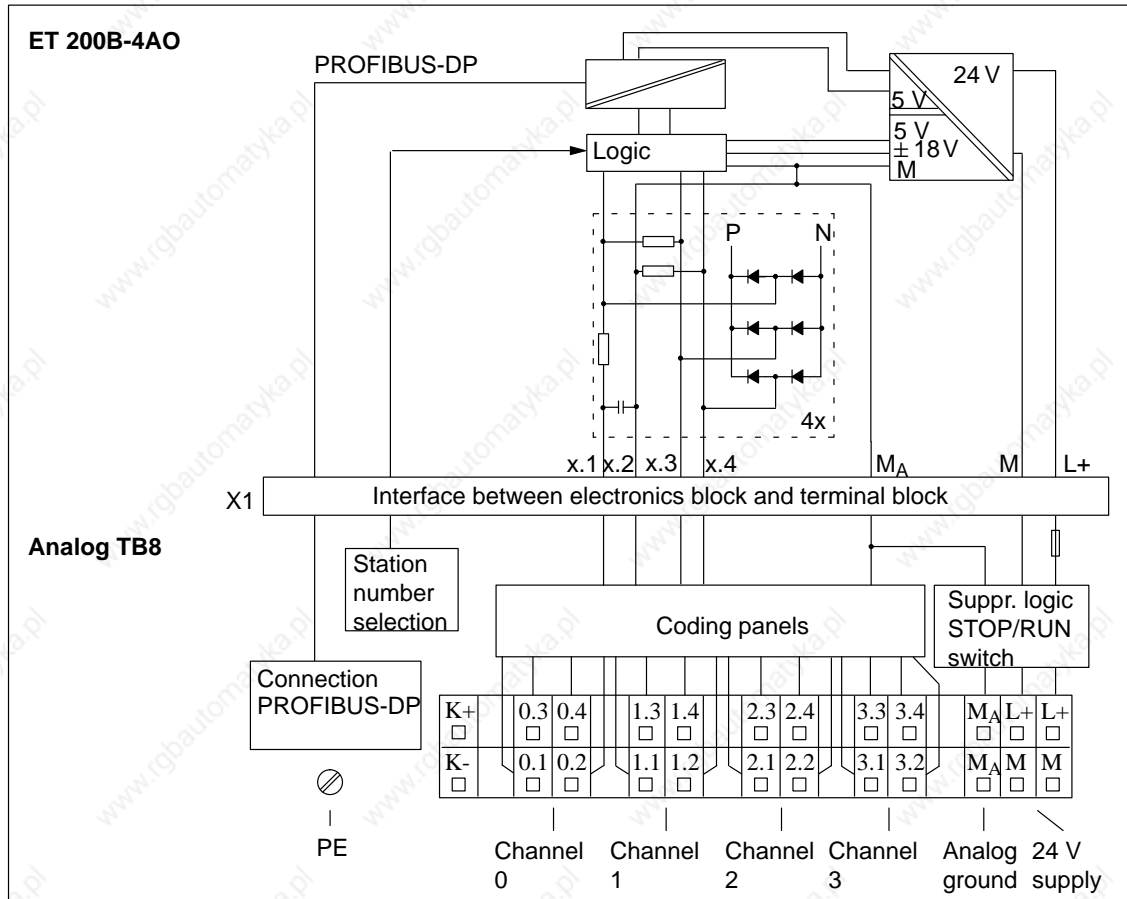 ET 200B-4AO
PROFIBUS-DP
24 V
5 V
5 V
± 18 V
M
Logic
P N
4x
x.1 x.2 x.3 x.4 MA M L+
X1 Interface between electronics block and terminal block
Analog TB8
Station
number
selection
Coding panels
Suppr. logic
STOP/RUN
switch
Connection
PROFIBUS-DP
K+ 0.3 0.4 1.3 1.4 2.3 2.4 3.3 3.4 MA L+ L+
K- 0.1 0.2 1.1 1.2 2.1 2.2 3.1 3.2 MA M M
PE
Channel
0
Channel
1
Channel
2
Channel
3
Analog
ground
24 V
supply
www.rgbautomatyka.pl